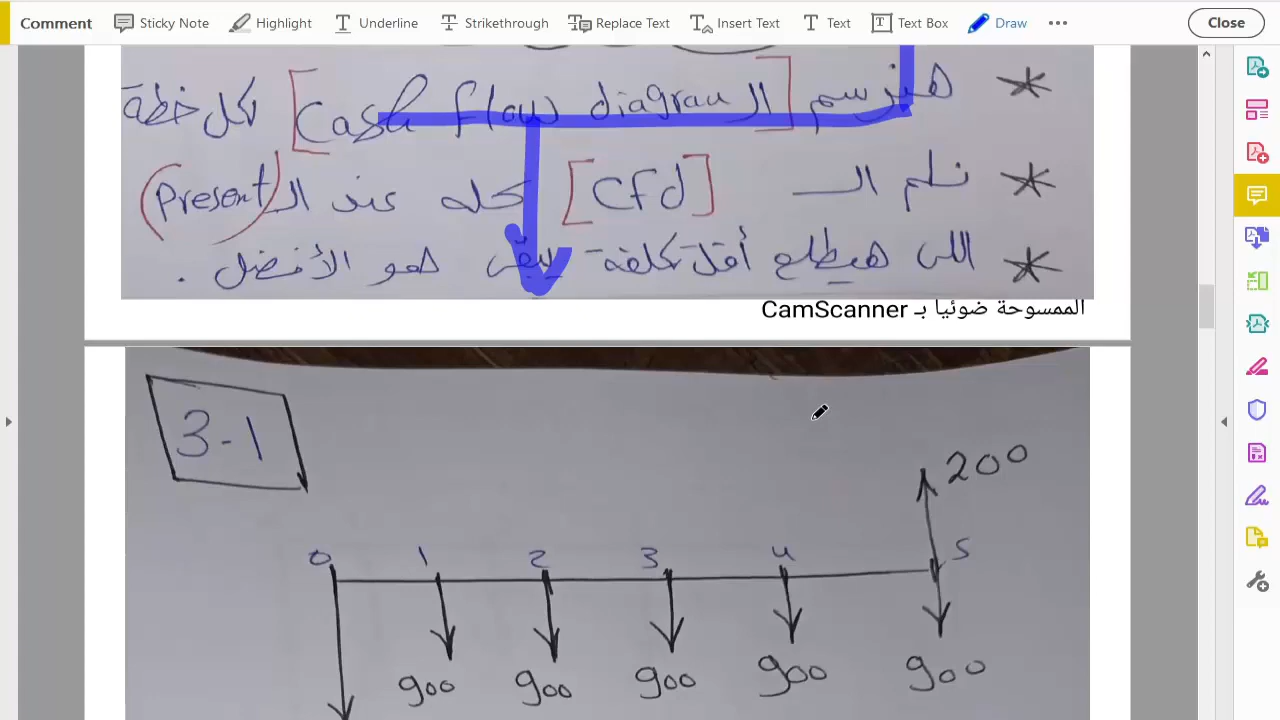 Comment Sticky Note Highlight Underline Strikethrough Replace Text Insert Text Text Text Box Draw Close
* هنرسم الـ [Cash flow diagram] لكل خطة
* نلم الـ [Cfd] كله عند الـ (Present)
* اللى هيطلع أقل تكلفة يبقى هو الأفضل .
الممسوحة ضوئيا بـ CamScanner
3-1
200
0 1 2 3 4 5
900 900 900 900 900